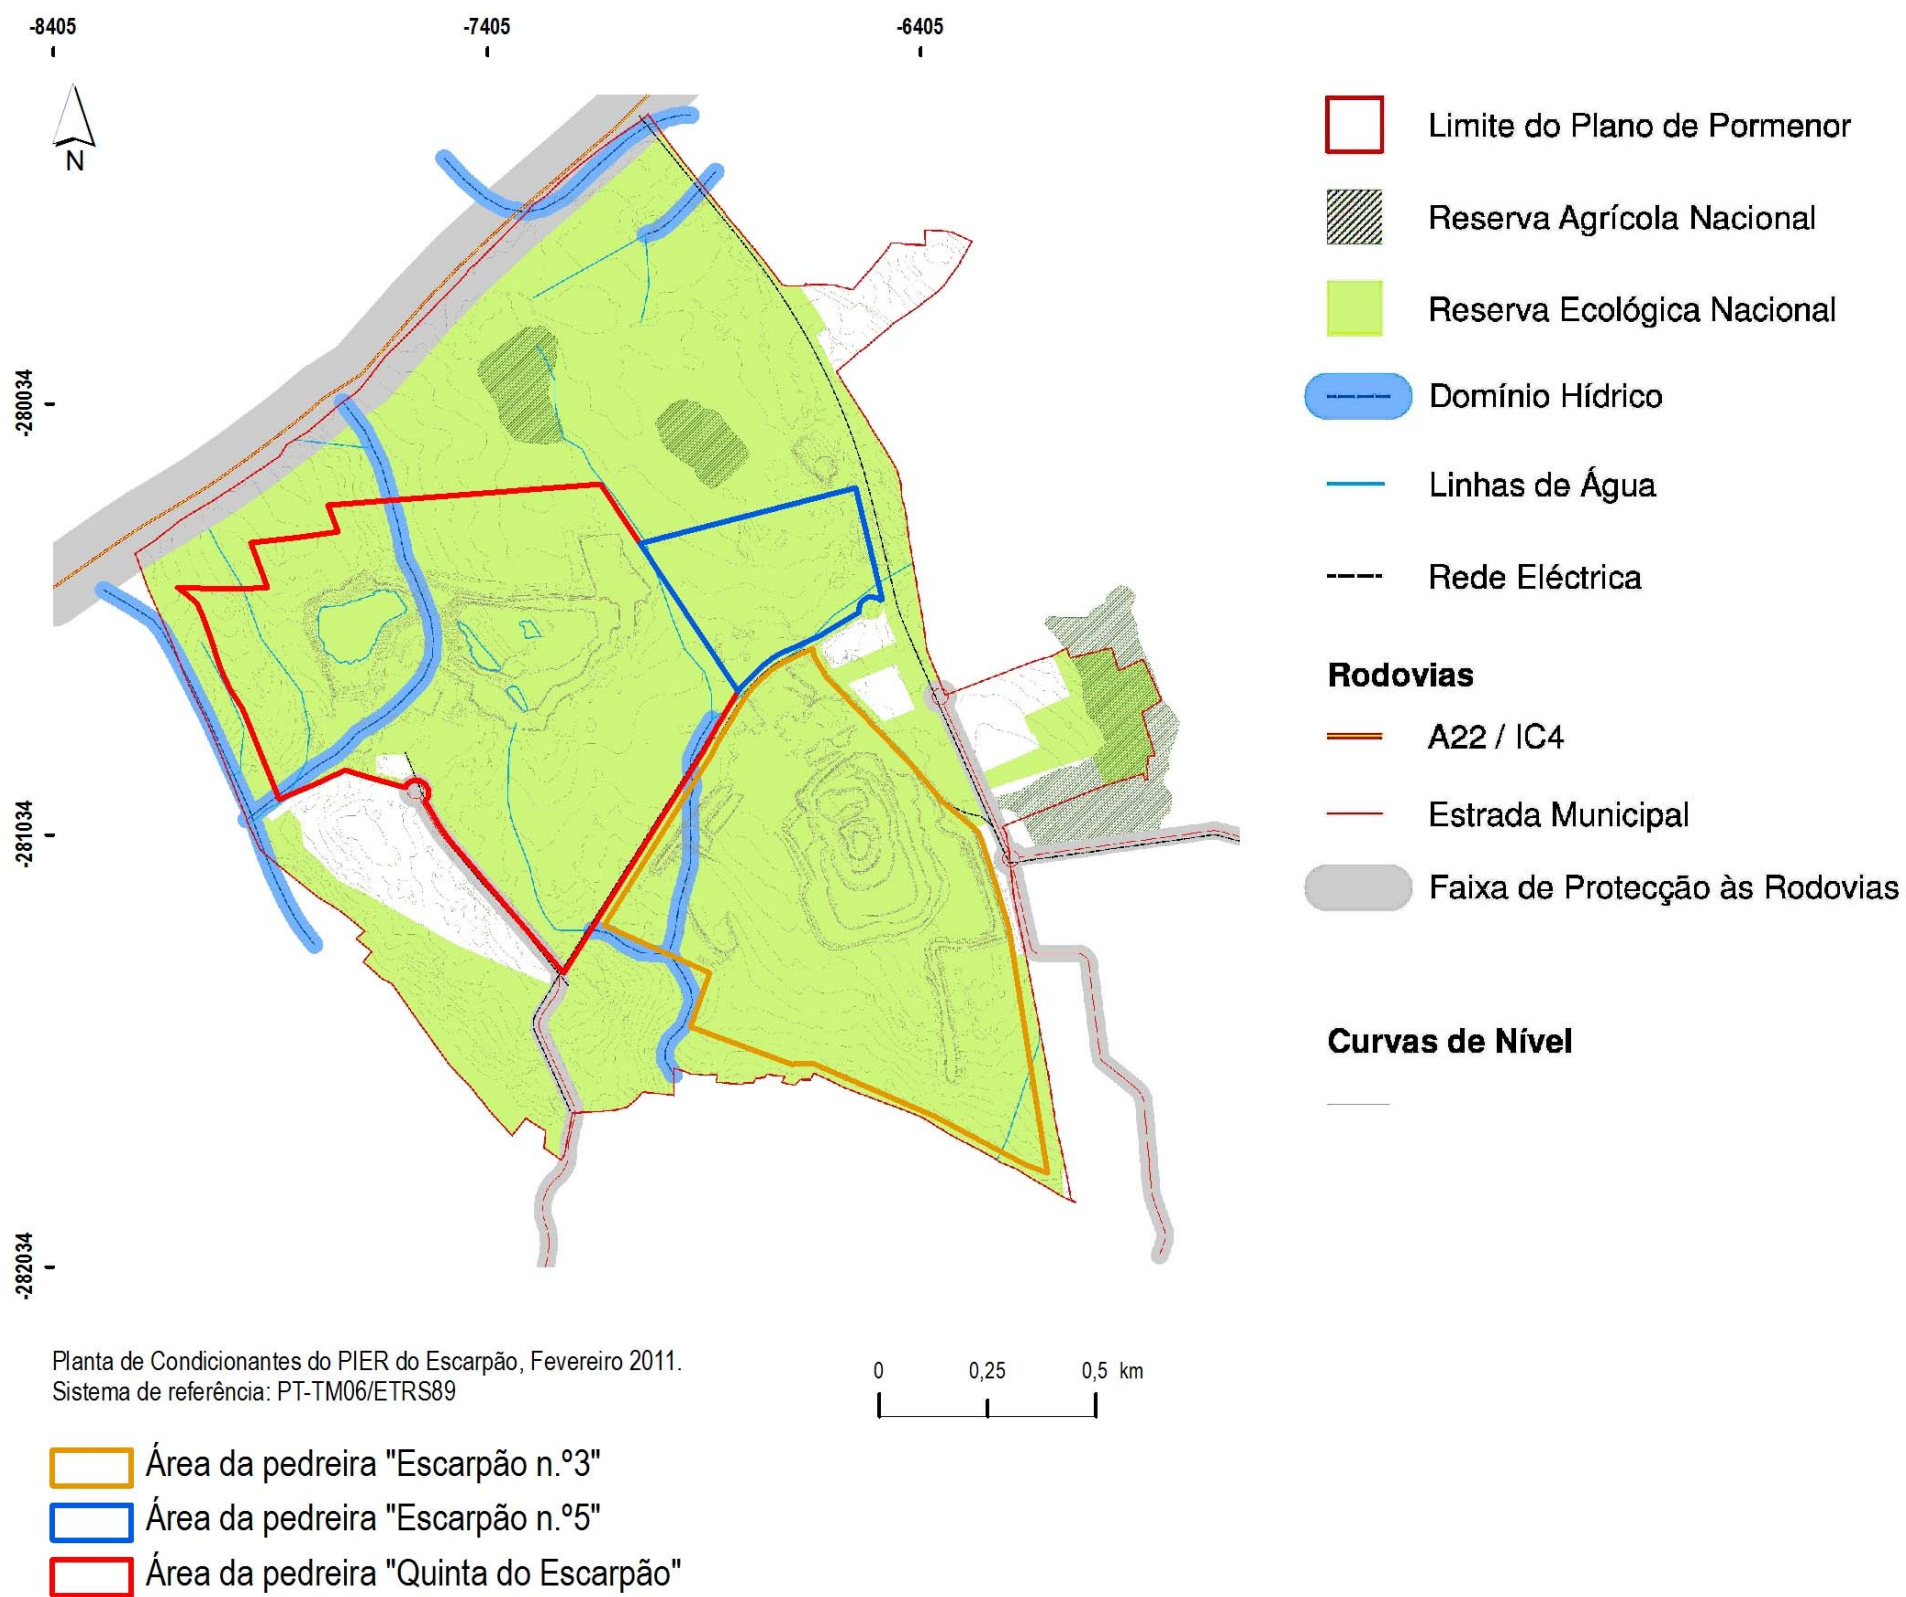 -8405
-7405
-6405
N
-280034
-281034
-282034
Limite do Plano de Pormenor
Reserva Agrícola Nacional
Reserva Ecológica Nacional
Domínio Hídrico
Linhas de Água
Rede Eléctrica
Rodovias
A22 / IC4
Estrada Municipal
Faixa de Protecção às Rodovias
Curvas de Nível
Planta de Condicionantes do PIER do Escarpão, Fevereiro 2011.
Sistema de referência: PT-TM06/ETRS89
0 0,25 0,5 km
Área da pedreira "Escarpão n.º3"
Área da pedreira "Escarpão n.º5"
Área da pedreira "Quinta do Escarpão"